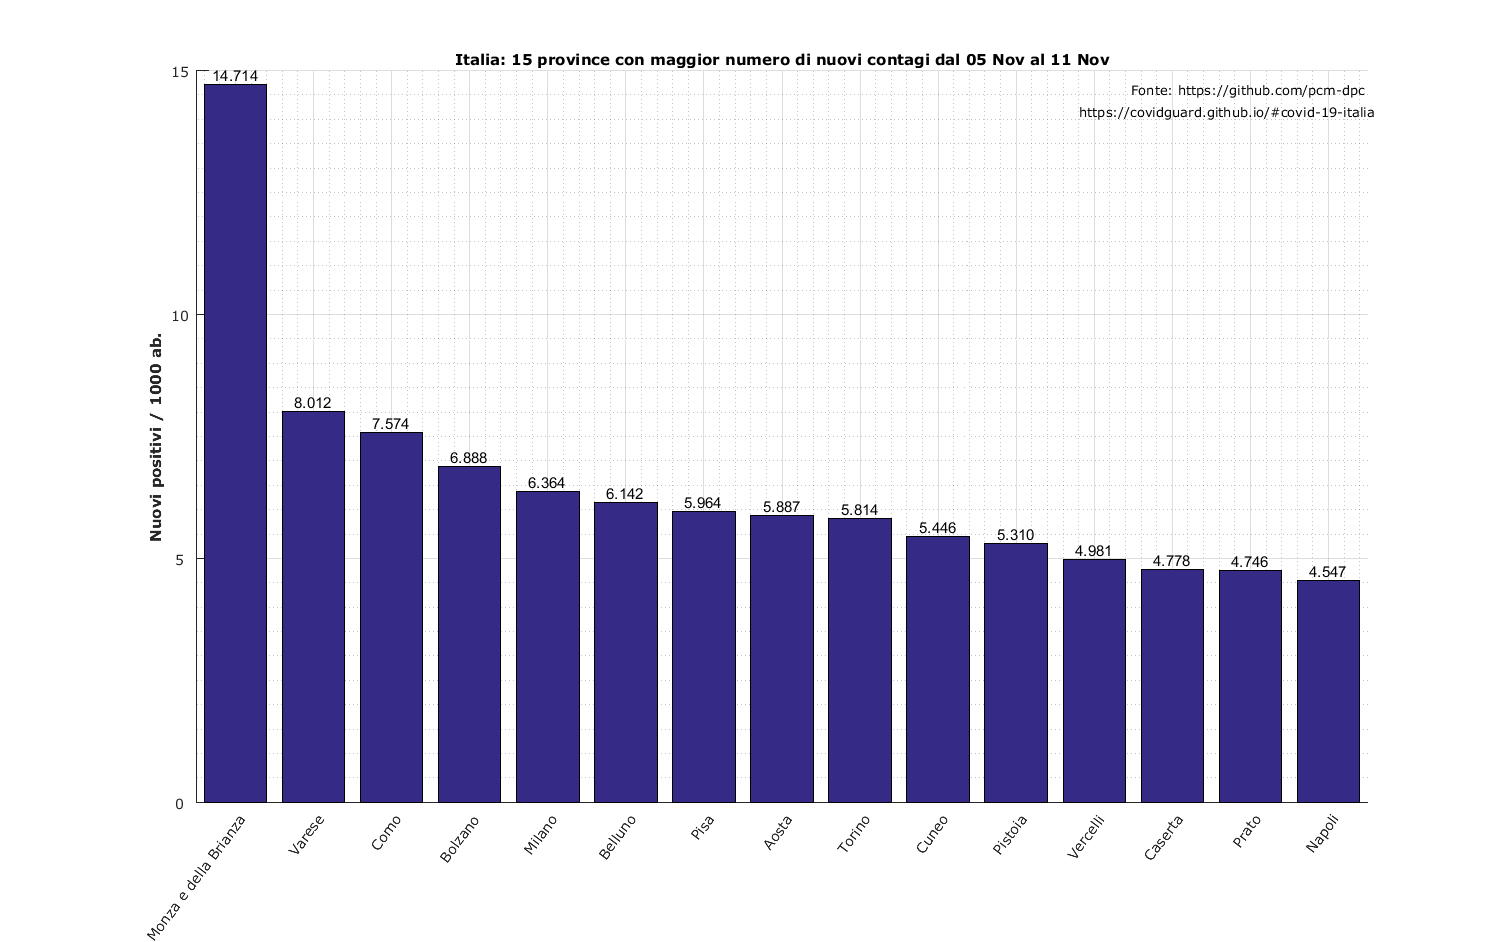 Italia: 15 province con maggior numero di nuovi contagi dal 05 Nov al 11 Nov
Fonte: https://github.com/pcm-dpc
https://covidguard.github.io/#covid-19-italia
Nuovi positivi / 1000 ab.
15
10
5
0
14.714
8.012
7.574
6.888
6.364
6.142
5.964
5.887
5.814
5.446
5.310
4.981
4.778
4.746
4.547
Monza e della Brianza
Varese
Como
Bolzano
Milano
Belluno
Pisa
Aosta
Torino
Cuneo
Pistoia
Vercelli
Caserta
Prato
Napoli